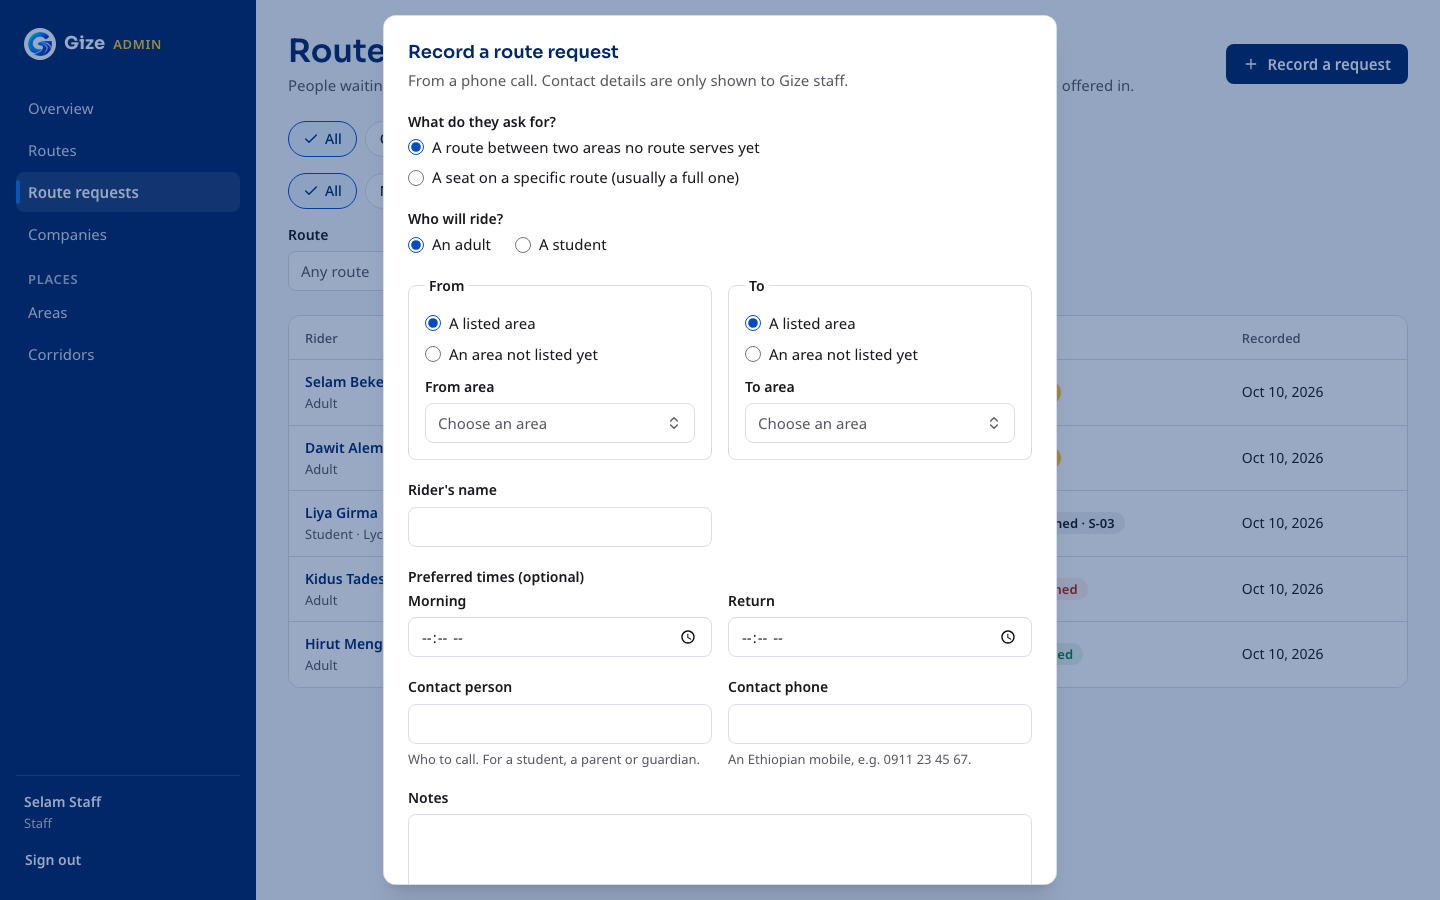 Gize ADMIN
Overview
Routes
Route requests
Companies
PLACES
Areas
Corridors
Selam Staff
Staff
Sign out
Route
People waitin
offered in.
+ Record a request
All
All
Route
Any route
Rider
Recorded
Selam Beke
Adult
Oct 10, 2026
Dawit Alem
Adult
Oct 10, 2026
Liya Girma
Student · Lyc
ned · S-03
Oct 10, 2026
Kidus Tades
Adult
ned
Oct 10, 2026
Hirut Meng
Adult
ed
Oct 10, 2026
Record a route request
From a phone call. Contact details are only shown to Gize staff.
What do they ask for?
A route between two areas no route serves yet
A seat on a specific route (usually a full one)
Who will ride?
An adult
A student
From
A listed area
An area not listed yet
From area
Choose an area
To
A listed area
An area not listed yet
To area
Choose an area
Rider's name
Preferred times (optional)
Morning
--:-- --
Return
--:-- --
Contact person
Who to call. For a student, a parent or guardian.
Contact phone
An Ethiopian mobile, e.g. 0911 23 45 67.
Notes